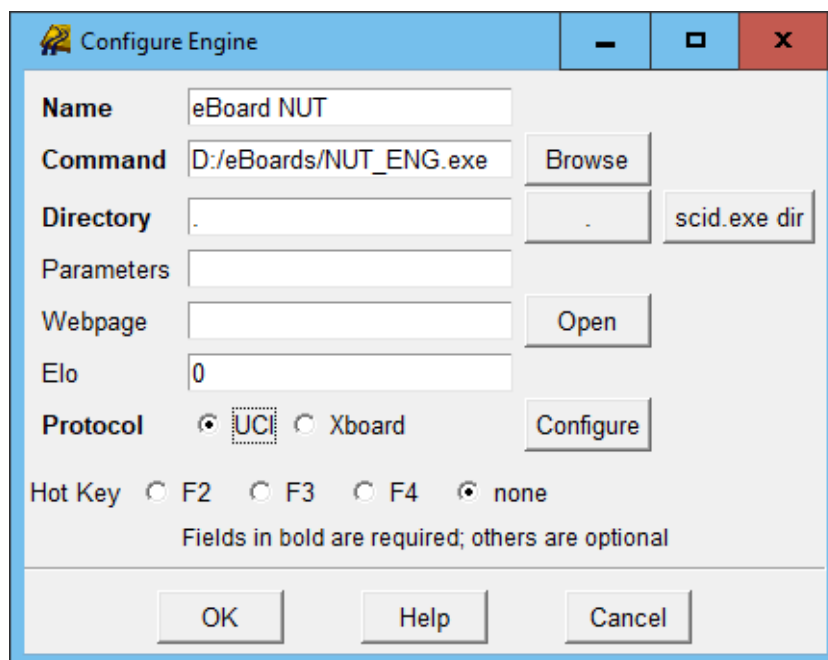 Configure Engine
Name eBoard NUT
Command D:/eBoards/NUT_ENG.exe Browse
Directory . . scid.exe dir
Parameters
Webpage Open
Elo 0
Protocol UCI Xboard Configure
Hot Key F2 F3 F4 none
Fields in bold are required; others are optional
OK Help Cancel